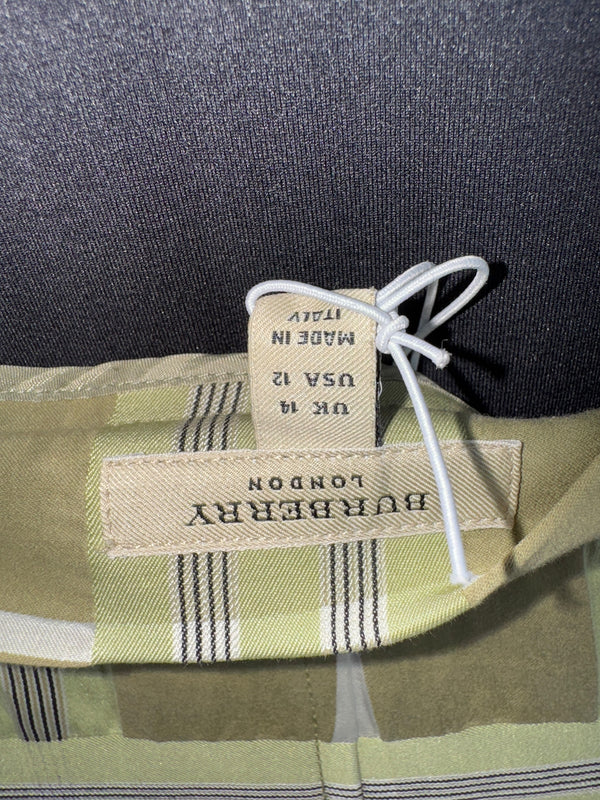 BURBERRY
LONDON
UK 14
USA 12
MADE IN
ITALY